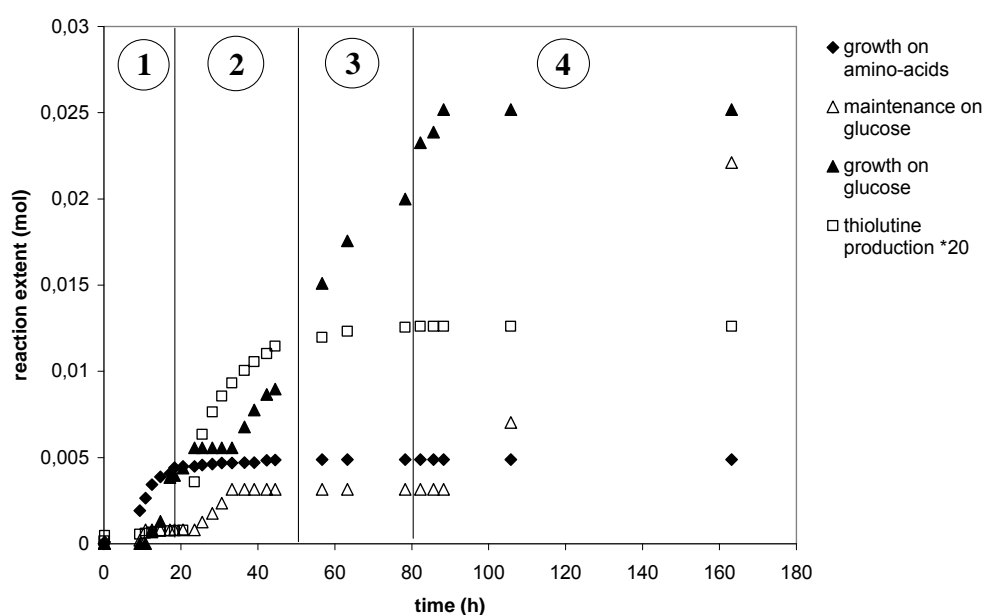 0,03
0,025
0,02
0,015
0,01
0,005
0
reaction extent (mol)
1
2
3
4
0
20
40
60
80
100
120
140
160
180
time (h)
growth on
amino-acids
maintenance on
glucose
growth on
glucose
thiolutine
production *20